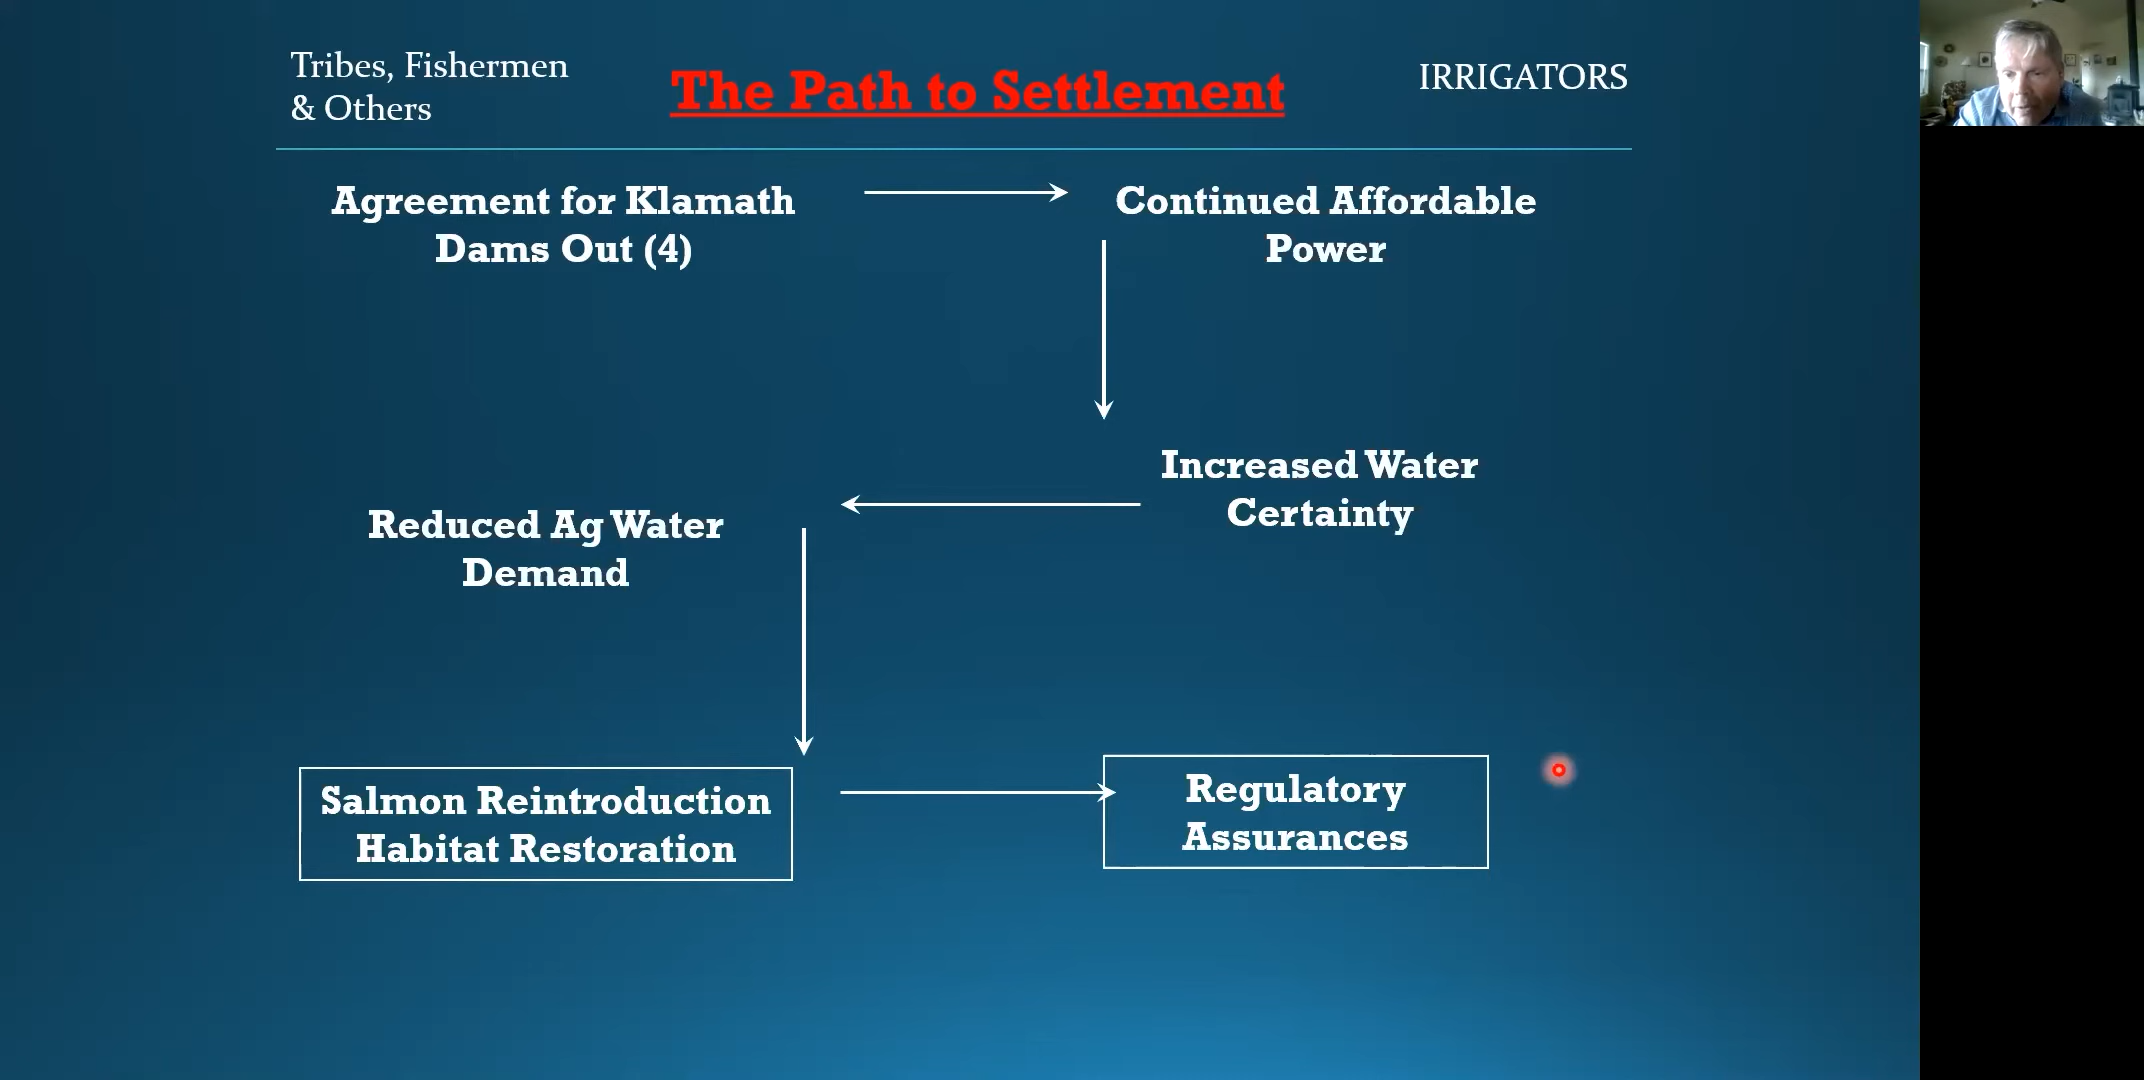 Tribes, Fishermen
& Others
The Path to Settlement
IRRIGATORS
Agreement for Klamath
Dams Out (4)
Continued Affordable
Power
Increased Water
Certainty
Reduced Ag Water
Demand
Salmon Reintroduction
Habitat Restoration
Regulatory
Assurances